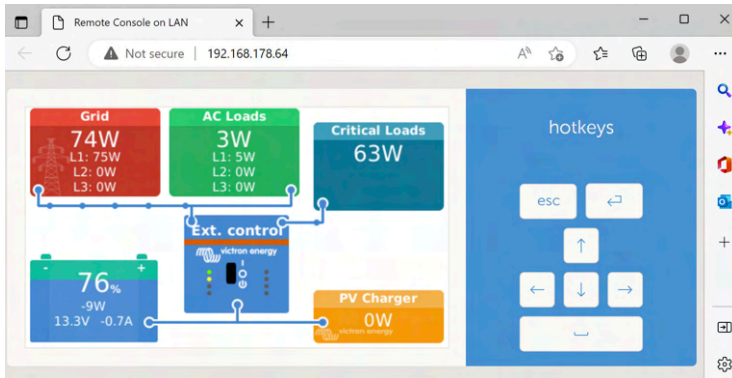 Remote Console on LAN
Not secure
192.168.178.64
Grid
74W
L1: 75W
L2: 0W
L3: 0W
AC Loads
3W
L1: 5W
L2: 0W
L3: 0W
Critical Loads
63W
Ext. control
victron energy
76%
-9W
13.3V -0.7A
PV Charger
0W
victron energy
hotkeys
esc